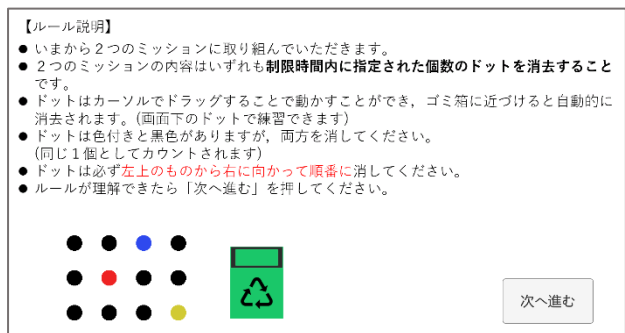 【ルール説明】
● いまから２つのミッションに取り組んでいただきます。
● ２つのミッションの内容はいずれも制限時間内に指定された個数のドットを消去すること
です。
● ドットはカーソルでドラッグすることで動かすことができ，ゴミ箱に近づけると自動的に
消去されます。(画面下のドットで練習できます)
● ドットは色付きと黒色がありますが，両方を消してください。
(同じ１個としてカウントされます)
● ドットは必ず左上のものから右に向かって順番に消してください。
● ルールが理解できたら「次へ進む」を押してください。
次へ進む